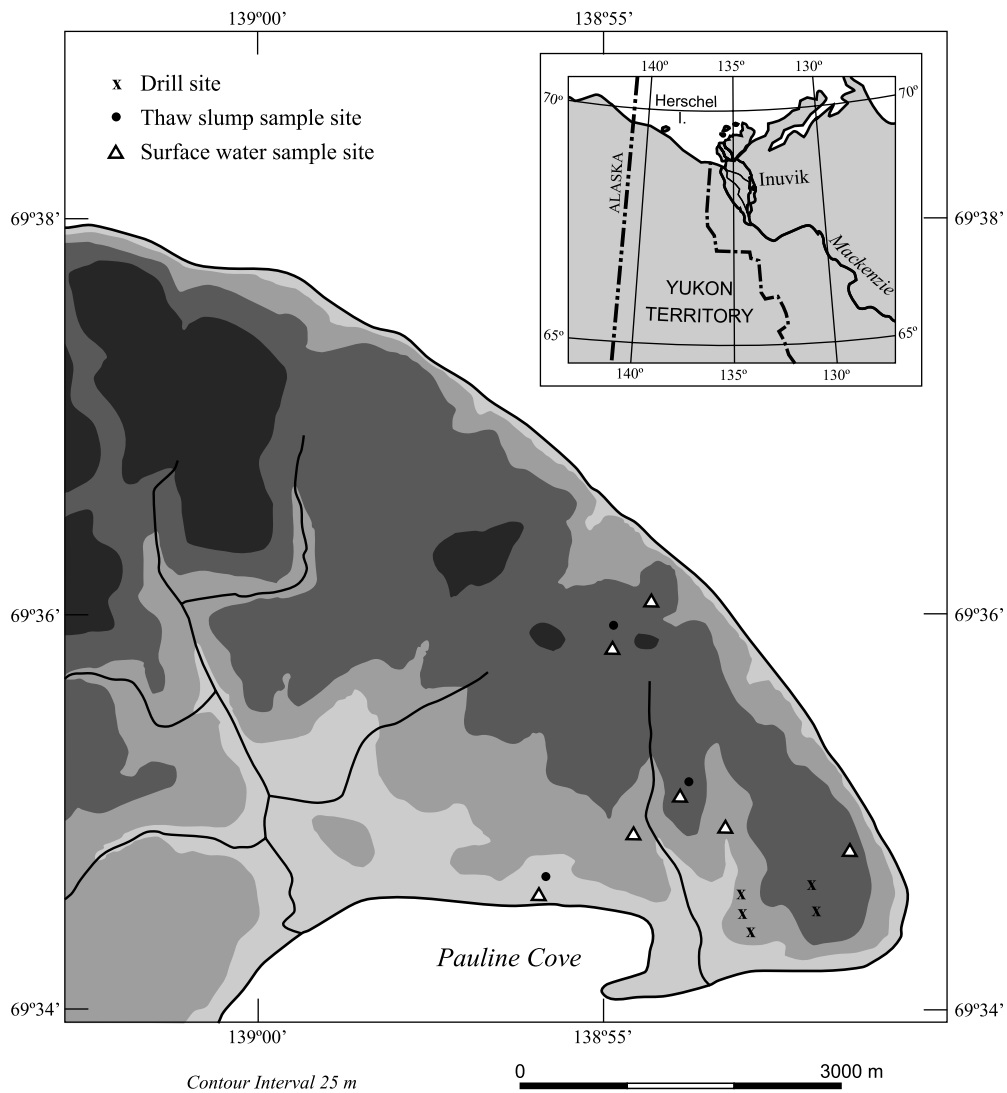 139º00’ 138º55’
x Drill site
Thaw slump sample site
Surface water sample site
140º 135º 130º
70º 70º
Herschel
I.
ALASKA
Inuvik
Mackenzie
YUKON
TERRITORY
65º 65º
140º 135º 130º
69º38’ 69º38’
69º36’ 69º36’
x
x
x
x
x
Pauline Cove
69º34’ 69º34’
139º00’ 138º55’
Contour Interval 25 m
0 3000 m